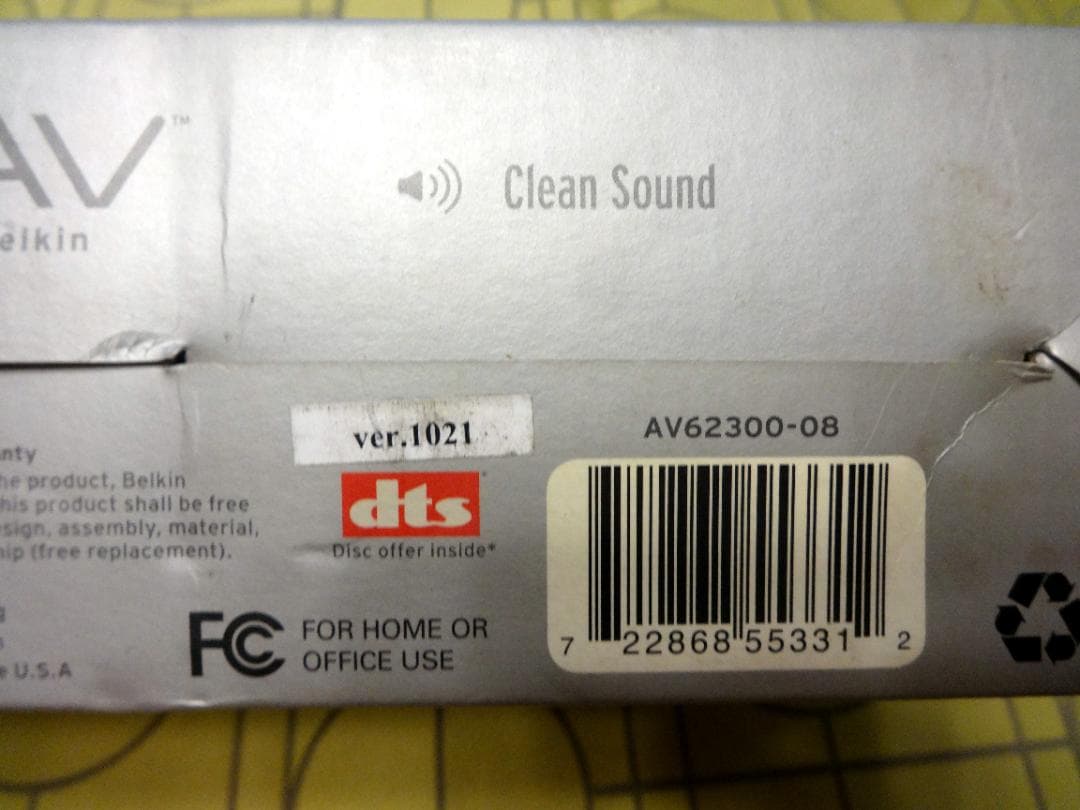 AV™
elkin
Clean Sound
ver.1021
AV62300-08
nty
he product, Belkin
his product shall be free
sign, assembly, material,
hip (free replacement).
dts
Disc offer inside*
FC FOR HOME OR
OFFICE USE
7 22868 55331 2
U.S.A